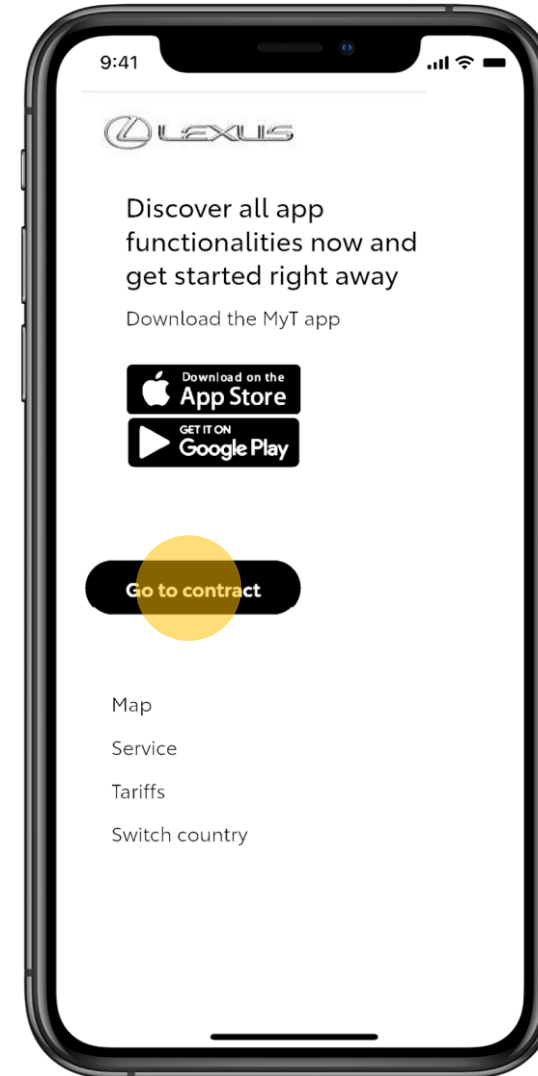 9:41
LEXUS
Discover all app
functionalities now and
get started right away
Download the MyT app
Download on the
App Store
GET IT ON
Google Play
Go to contract
Map
Service
Tariffs
Switch country